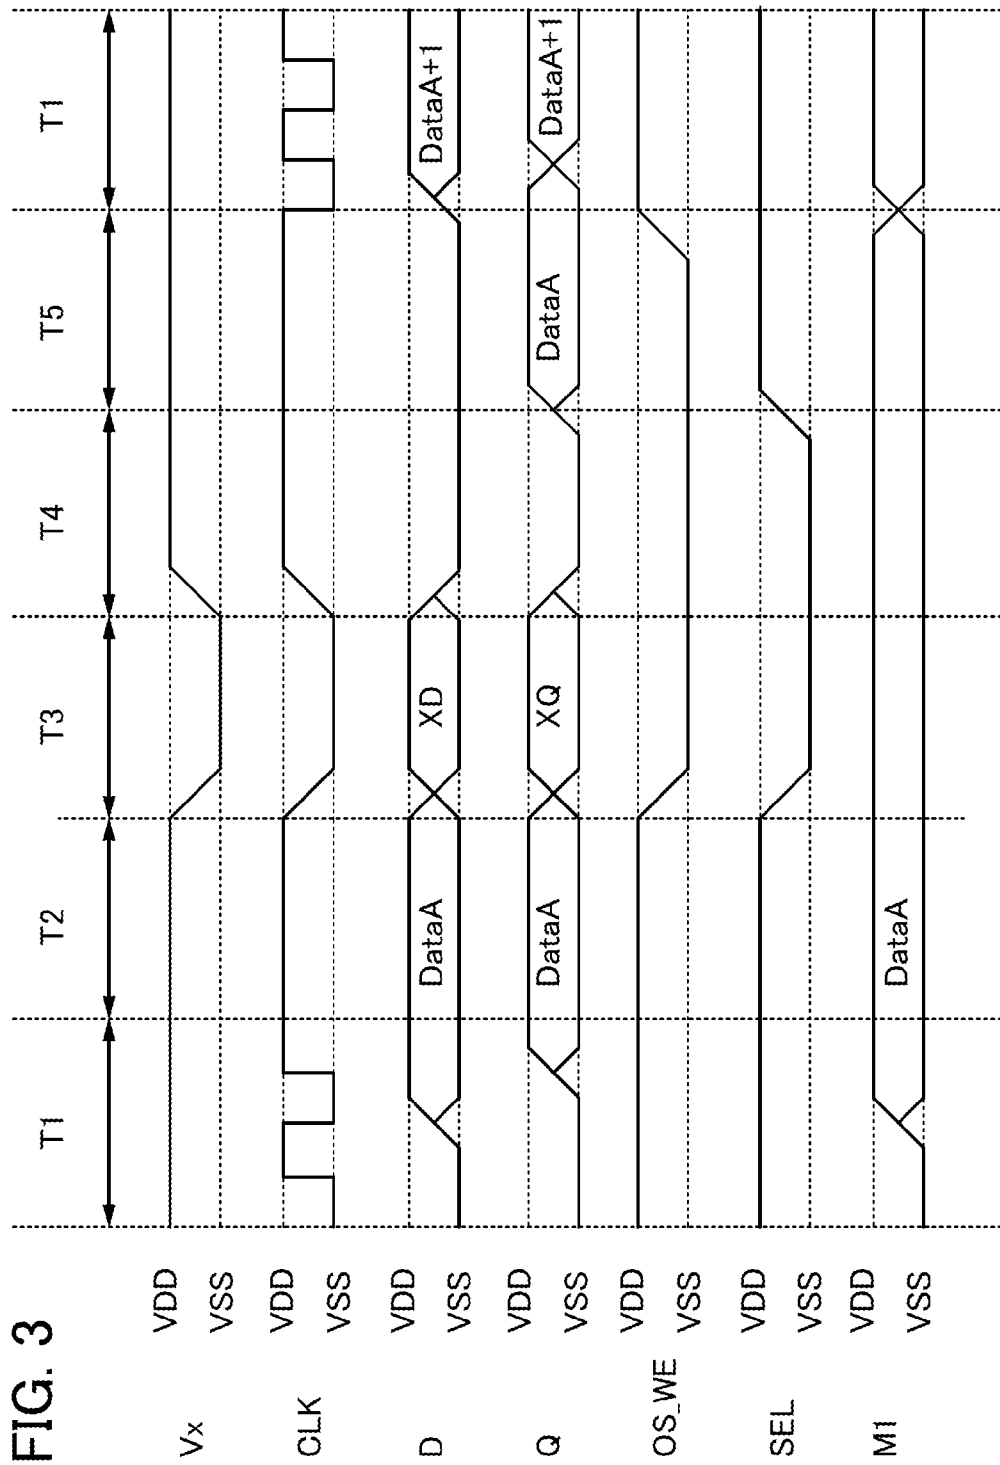 FIG. 3
T1
T2
T3
T4
T5
T1
Vx
VDD
VSS
CLK
VDD
VSS
D
VDD
VSS
DataA
XD
DataA+1
Q
VDD
VSS
DataA
XQ
DataA
DataA+1
OS_WE
VDD
VSS
SEL
VDD
VSS
M1
VDD
VSS
DataA